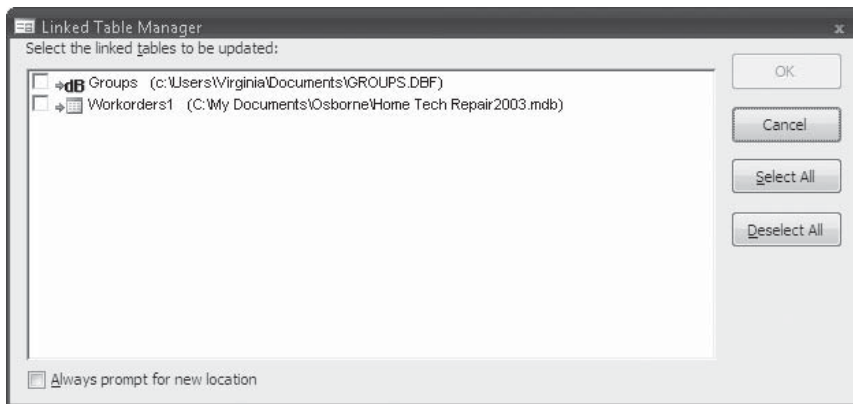 Linked Table Manager
x
Select the linked tables to be updated:
OK
dB Groups (c:\Users\Virginia\Documents\GROUPS.DBF)
Workorders1 (C:\My Documents\Osborne\Home Tech Repair2003.mdb)
Cancel
Select All
Deselect All
Always prompt for new location